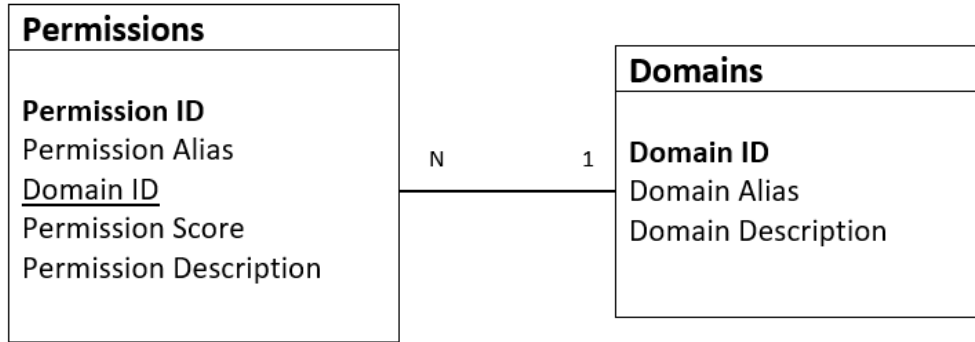 Permissions
Permission ID
Permission Alias
Domain ID
Permission Score
Permission Description
N
1
Domains
Domain ID
Domain Alias
Domain Description